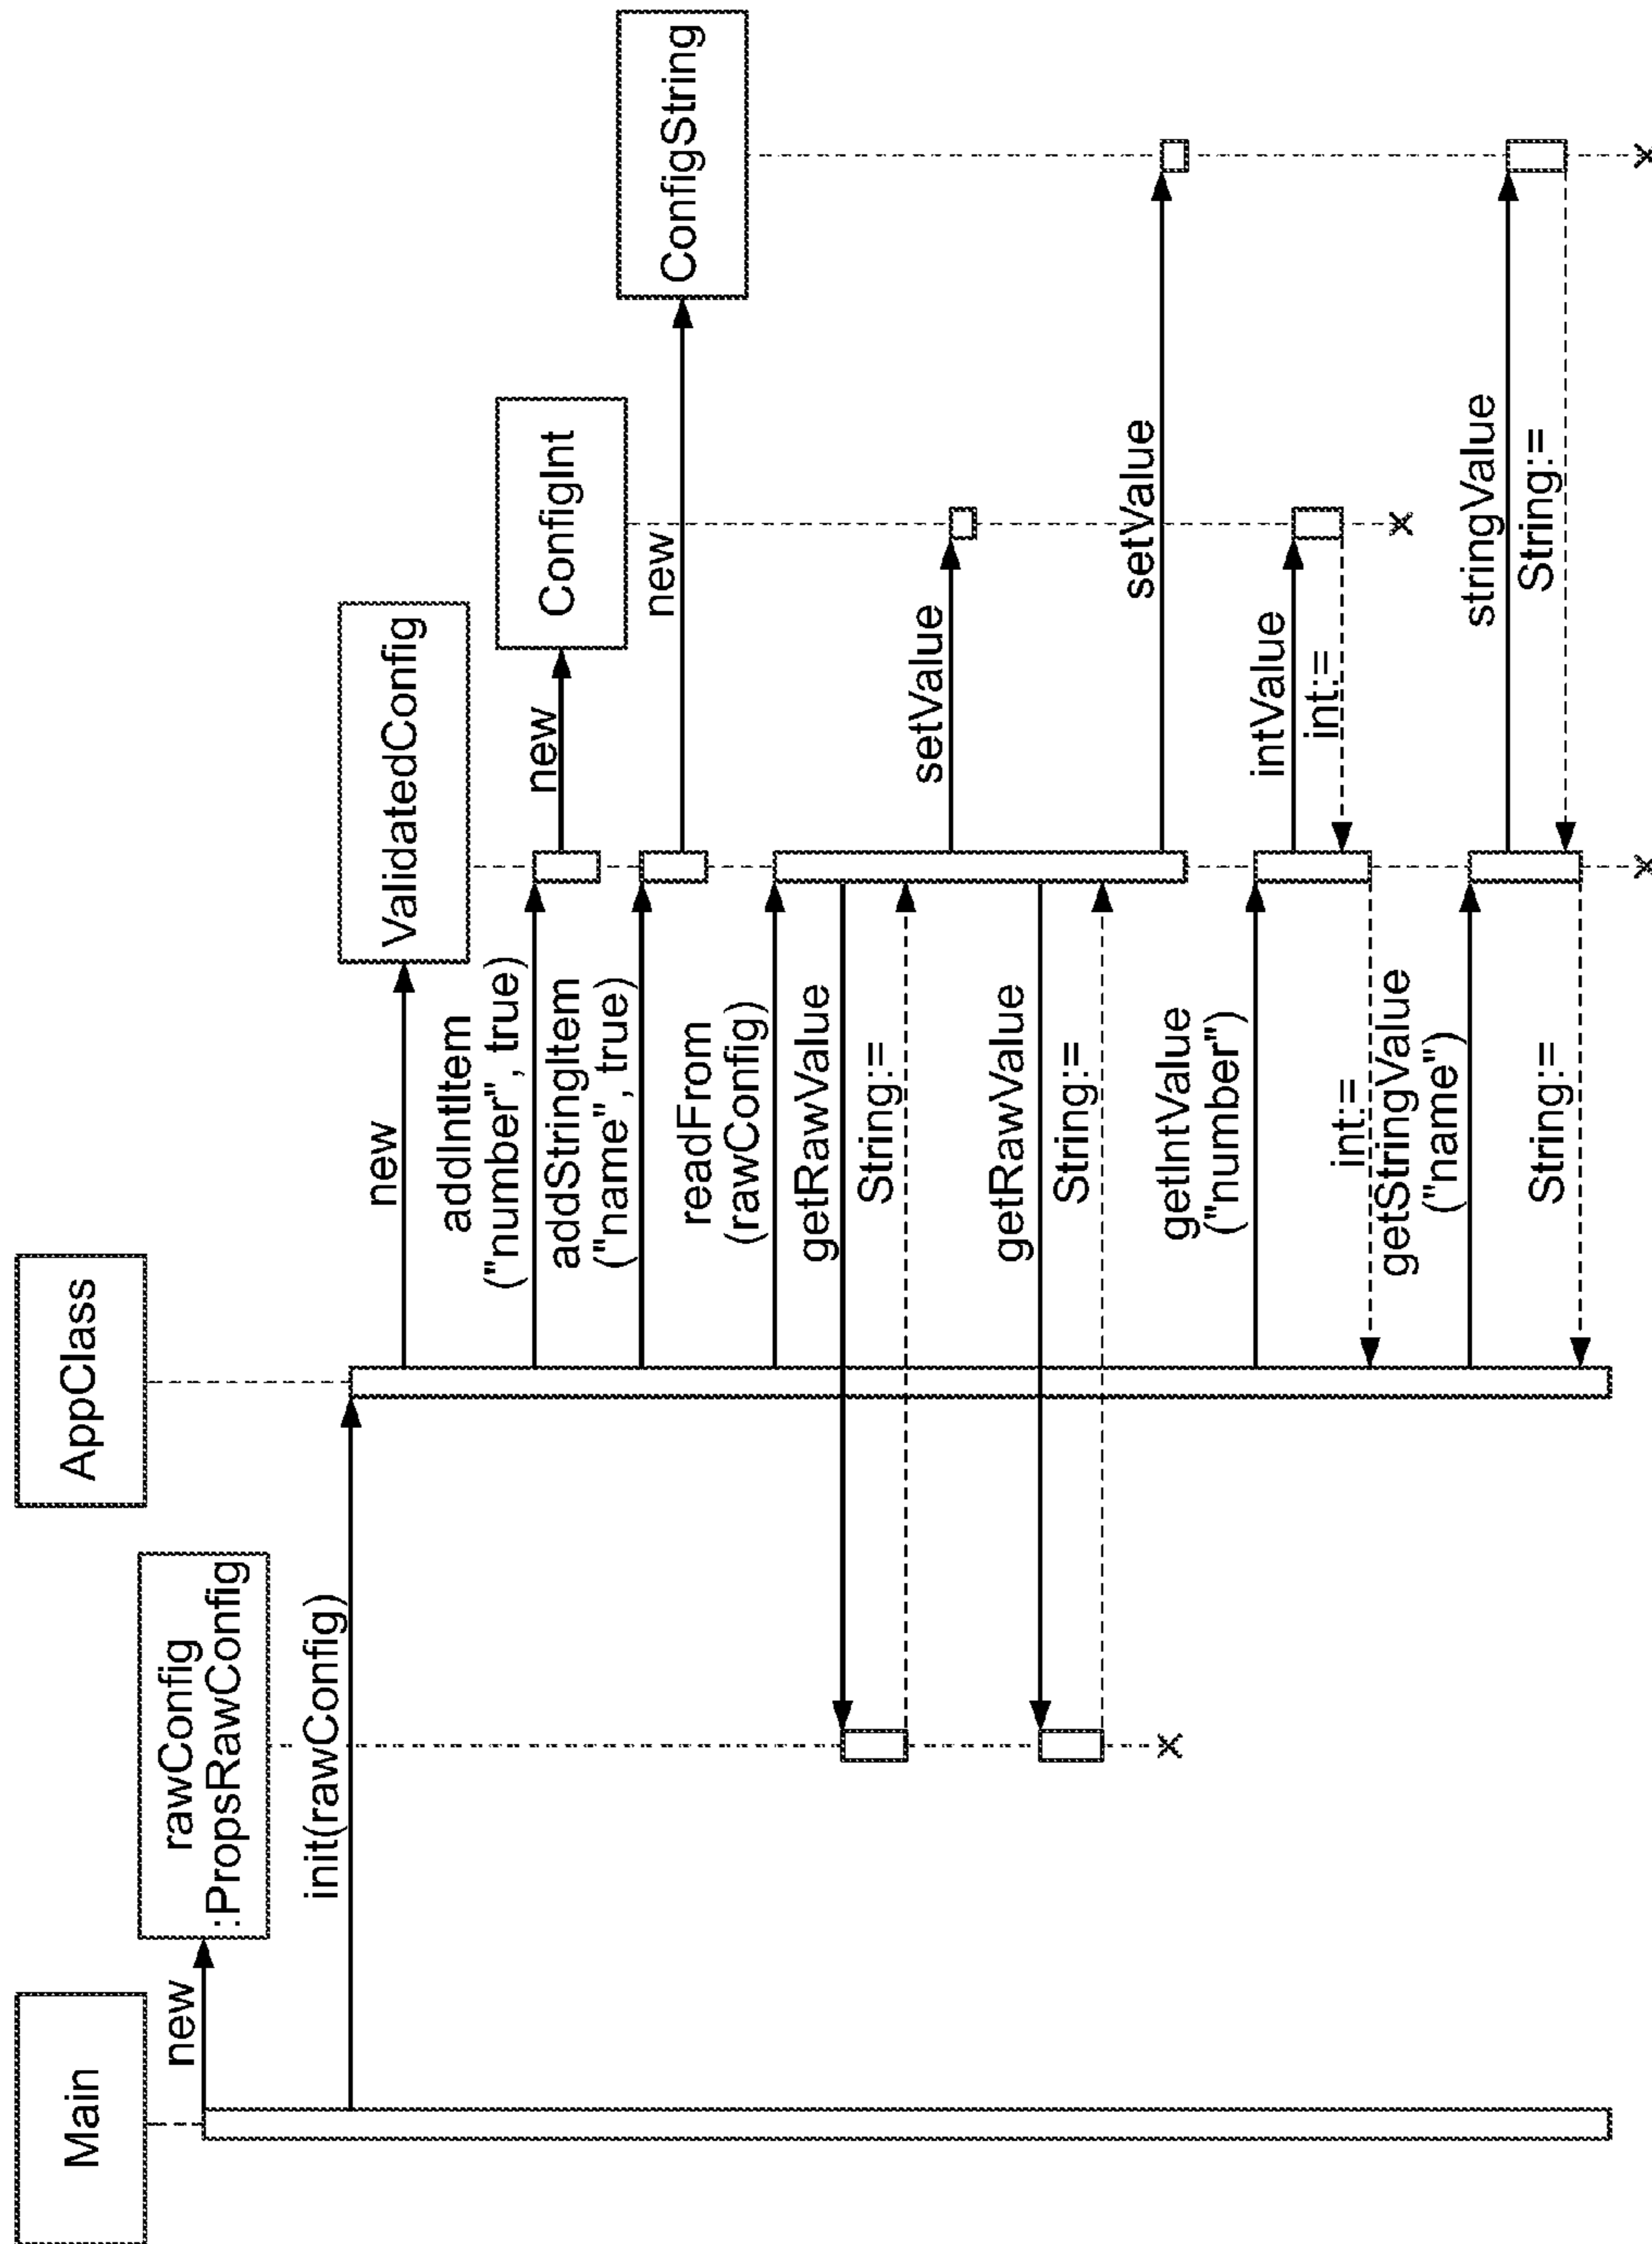 Main
AppClass
new
rawConfig
:PropsRawConfig
init(rawConfig)
new
ValidatedConfig
addIntItem
("number", true)
new
ConfigInt
addStringItem
("name", true)
new
ConfigString
readFrom
(rawConfig)
getRawValue
String:=
setValue
getRawValue
String:=
setValue
getIntValue
("number")
intValue
int:=
int:=
getStringValue
("name")
stringValue
String:=
String:=